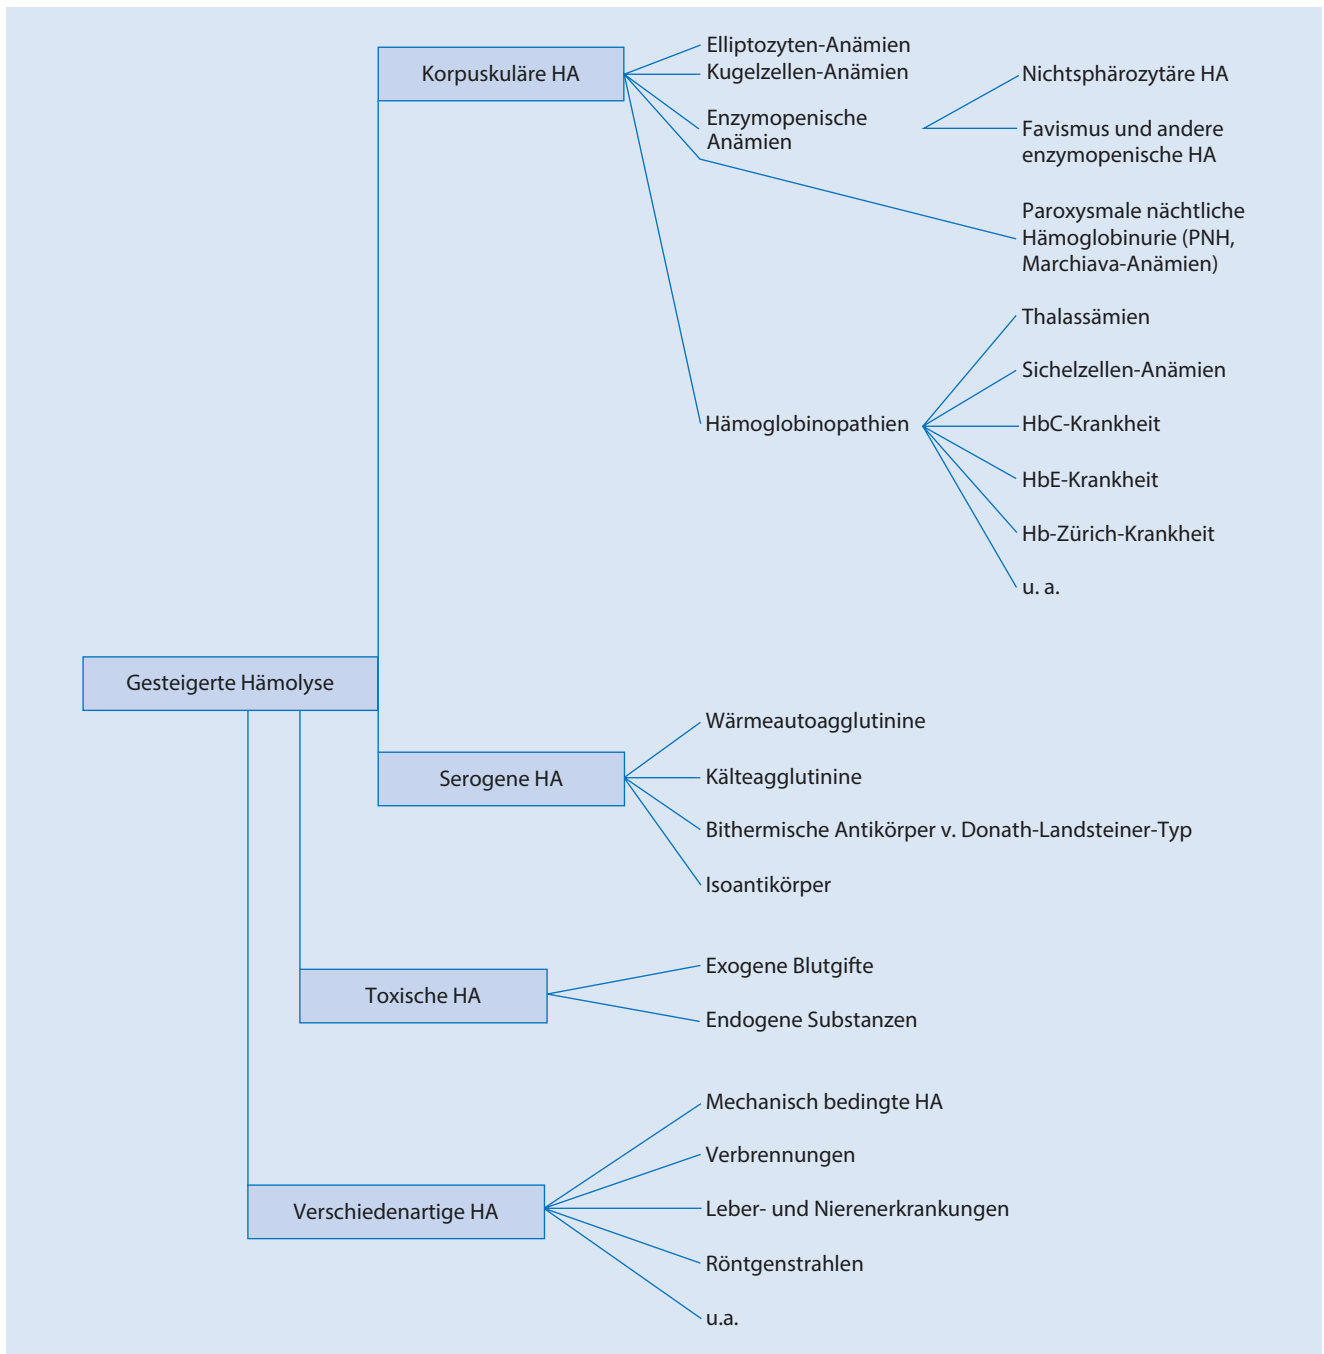 Korpuskuläre HA
Elliptozyten-Anämien
Kugelzellen-Anämien
Enzymopenische
Anämien
Nichtsphärozytäre HA
Favismus und andere
enzymopenische HA
Paroxysmale nächtliche
Hämoglobinurie (PNH,
Marchiava-Anämien)
Hämoglobinopathien
Thalassämien
Sichelzellen-Anämien
HbC-Krankheit
HbE-Krankheit
Hb-Zürich-Krankheit
u. a.
Gesteigerte Hämolyse
Serogene HA
Wärmeautoagglutinine
Kälteagglutinine
Bithermische Antikörper v. Donath-Landsteiner-Typ
Isoantikörper
Toxische HA
Exogene Blutgifte
Endogene Substanzen
Verschiedenartige HA
Mechanisch bedingte HA
Verbrennungen
Leber- und Nierenerkrankungen
Röntgenstrahlen
u.a.